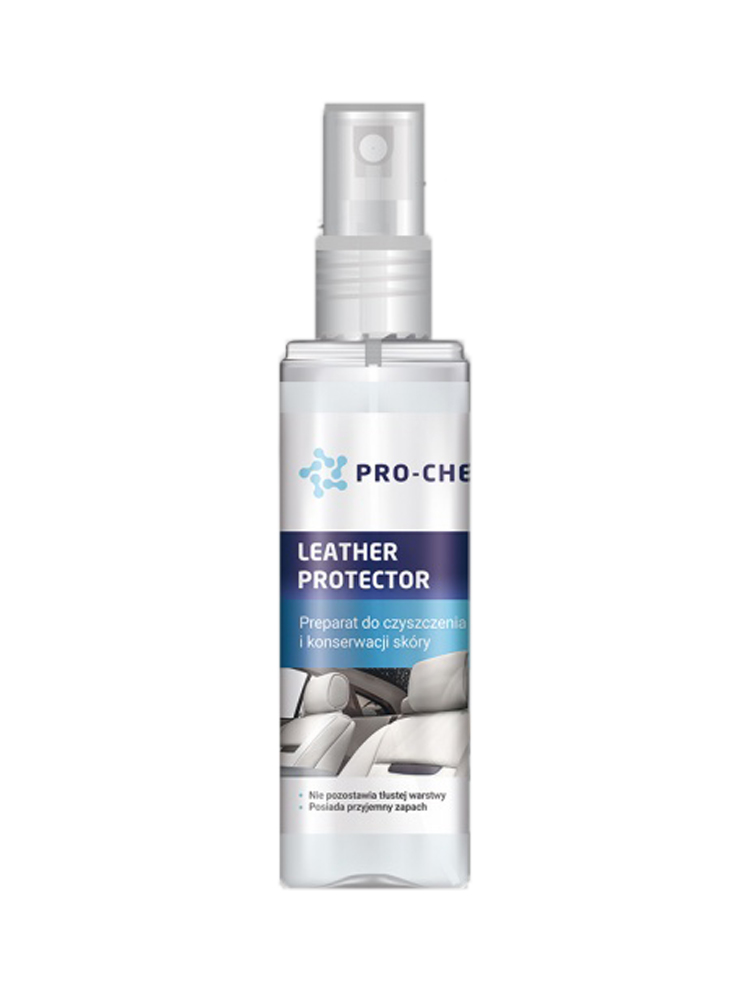 PRO-CHE
LEATHER
PROTECTOR
Preparat do czyszczenia
i konserwacji skóry
• Nie pozostawia tłustej warstwy
• Posiada przyjemny zapach